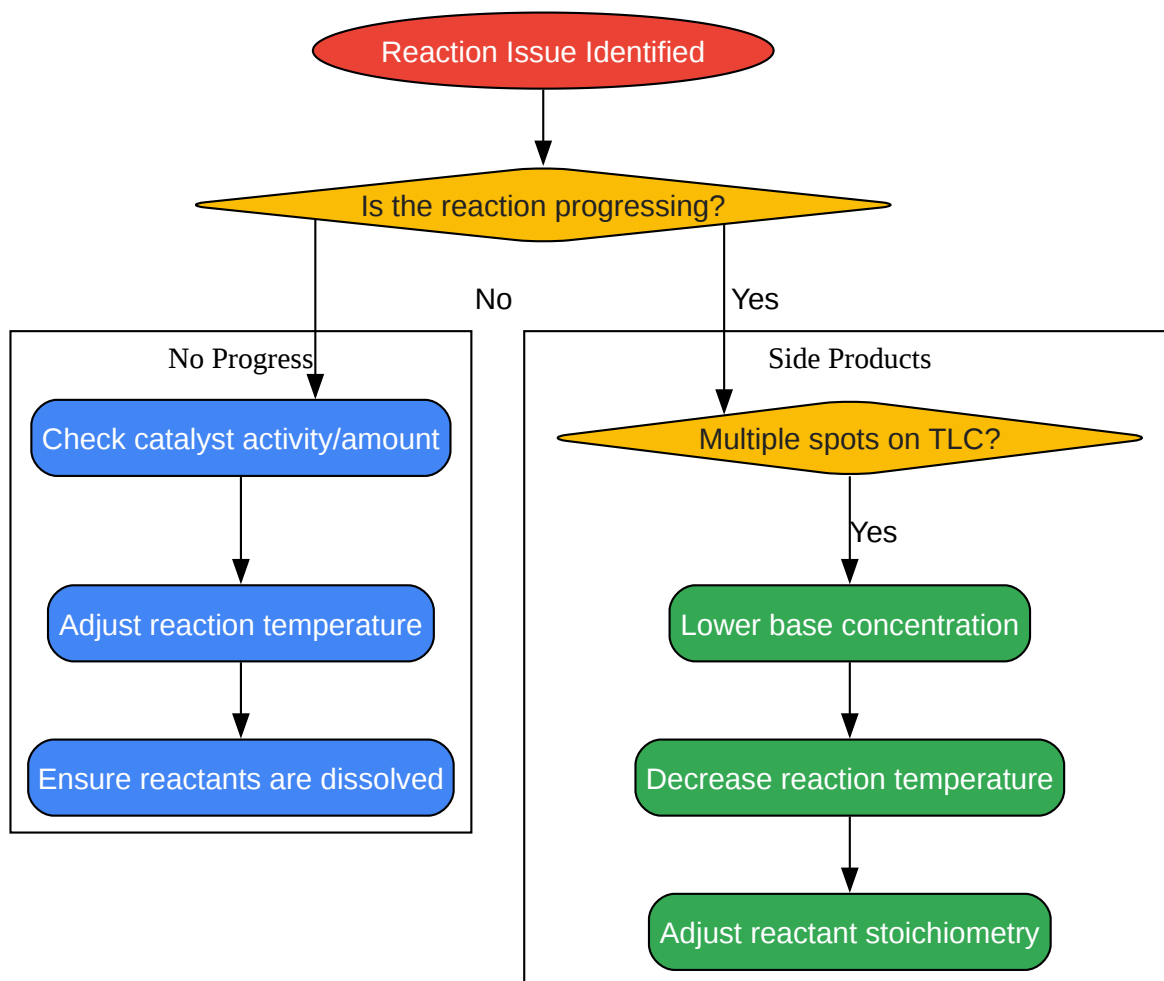 Reaction Issue Identified
Is the reaction progressing?
No
Yes
No Progress
Check catalyst activity/amount
Adjust reaction temperature
Ensure reactants are dissolved
Side Products
Multiple spots on TLC?
Yes
Lower base concentration
Decrease reaction temperature
Adjust reactant stoichiometry